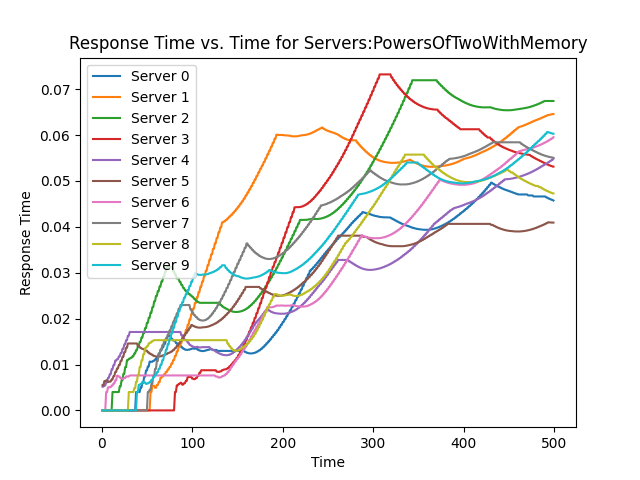 Response Time vs. Time for Servers:PowersOfTwoWithMemory
Response Time
0.07
0.06
0.05
0.04
0.03
0.02
0.01
0.00
Server 0
Server 1
Server 2
Server 3
Server 4
Server 5
Server 6
Server 7
Server 8
Server 9
0 100 200 300 400 500
Time